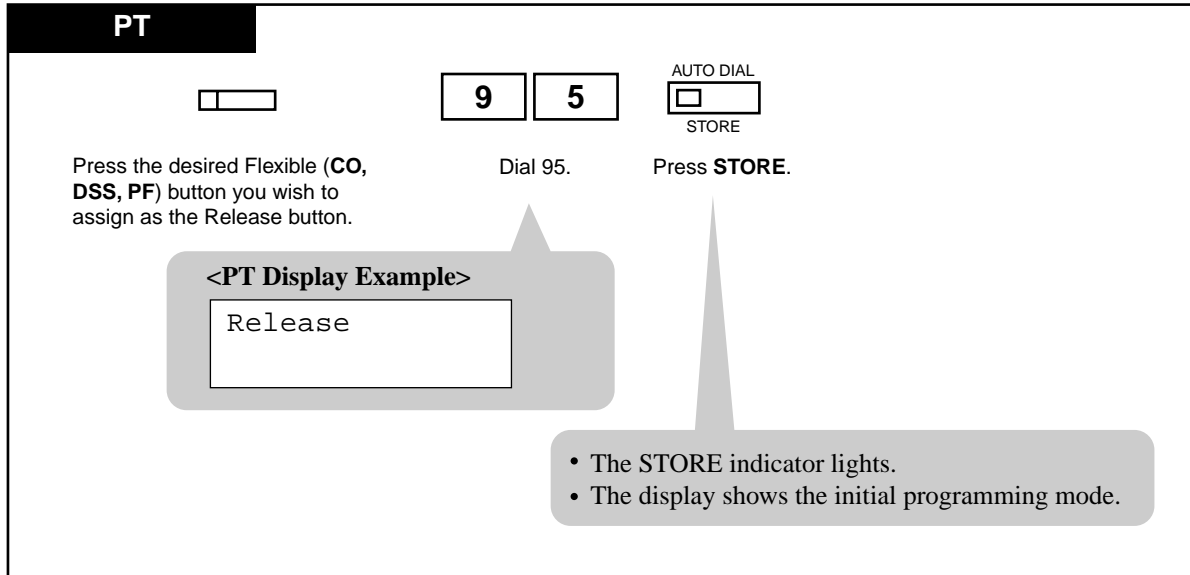 PT
AUTO DIAL
9 5
STORE
Press the desired Flexible (CO,
DSS, PF) button you wish to
assign as the Release button.
Dial 95.
Press STORE.
<PT Display Example>
Release
• The STORE indicator lights.
• The display shows the initial programming mode.